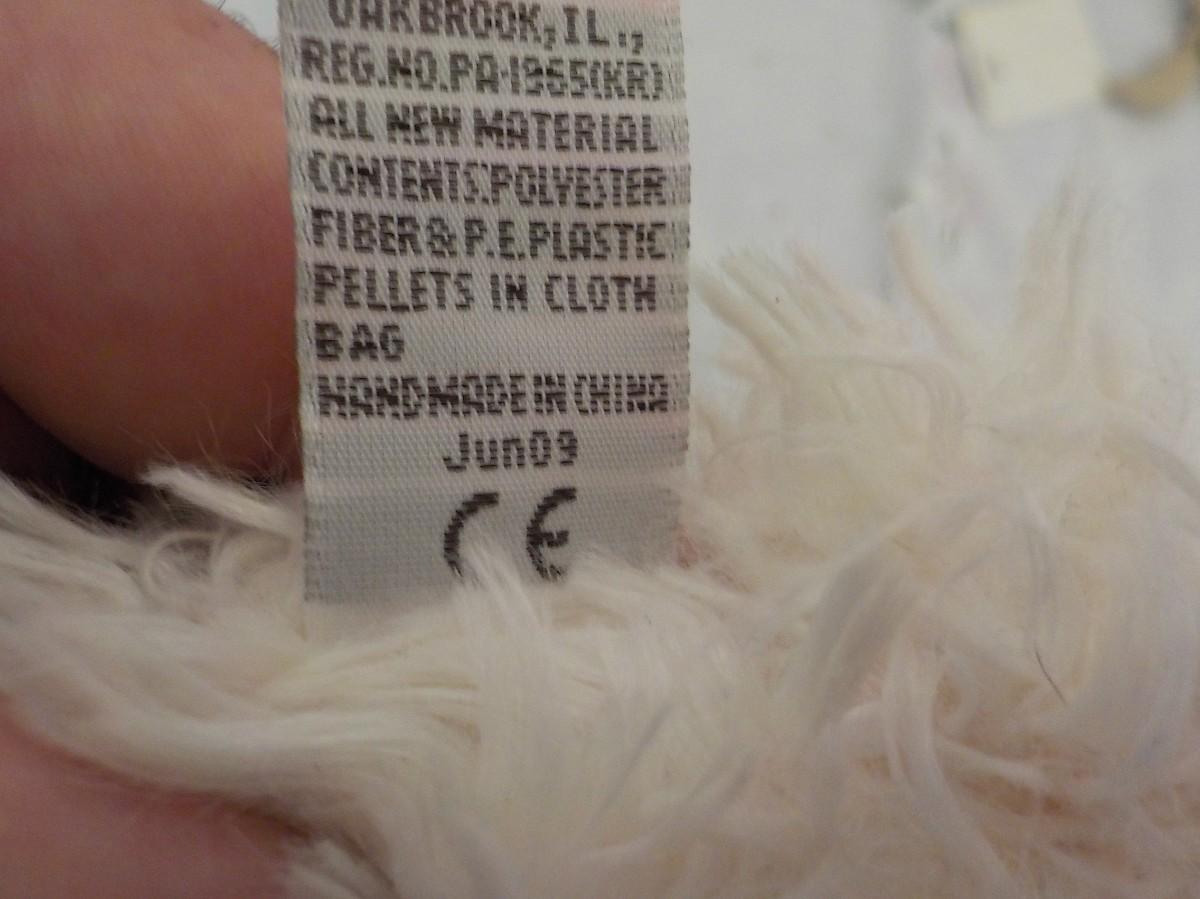 OAKBROOK, IL.,
REG.NO.PA-1965(KR)
ALL NEW MATERIAL
CONTENTS:POLYESTER
FIBER & P.E.PLASTIC
PELLETS IN CLOTH
BAG
HANDMADE IN CHINA
Jun09
CE